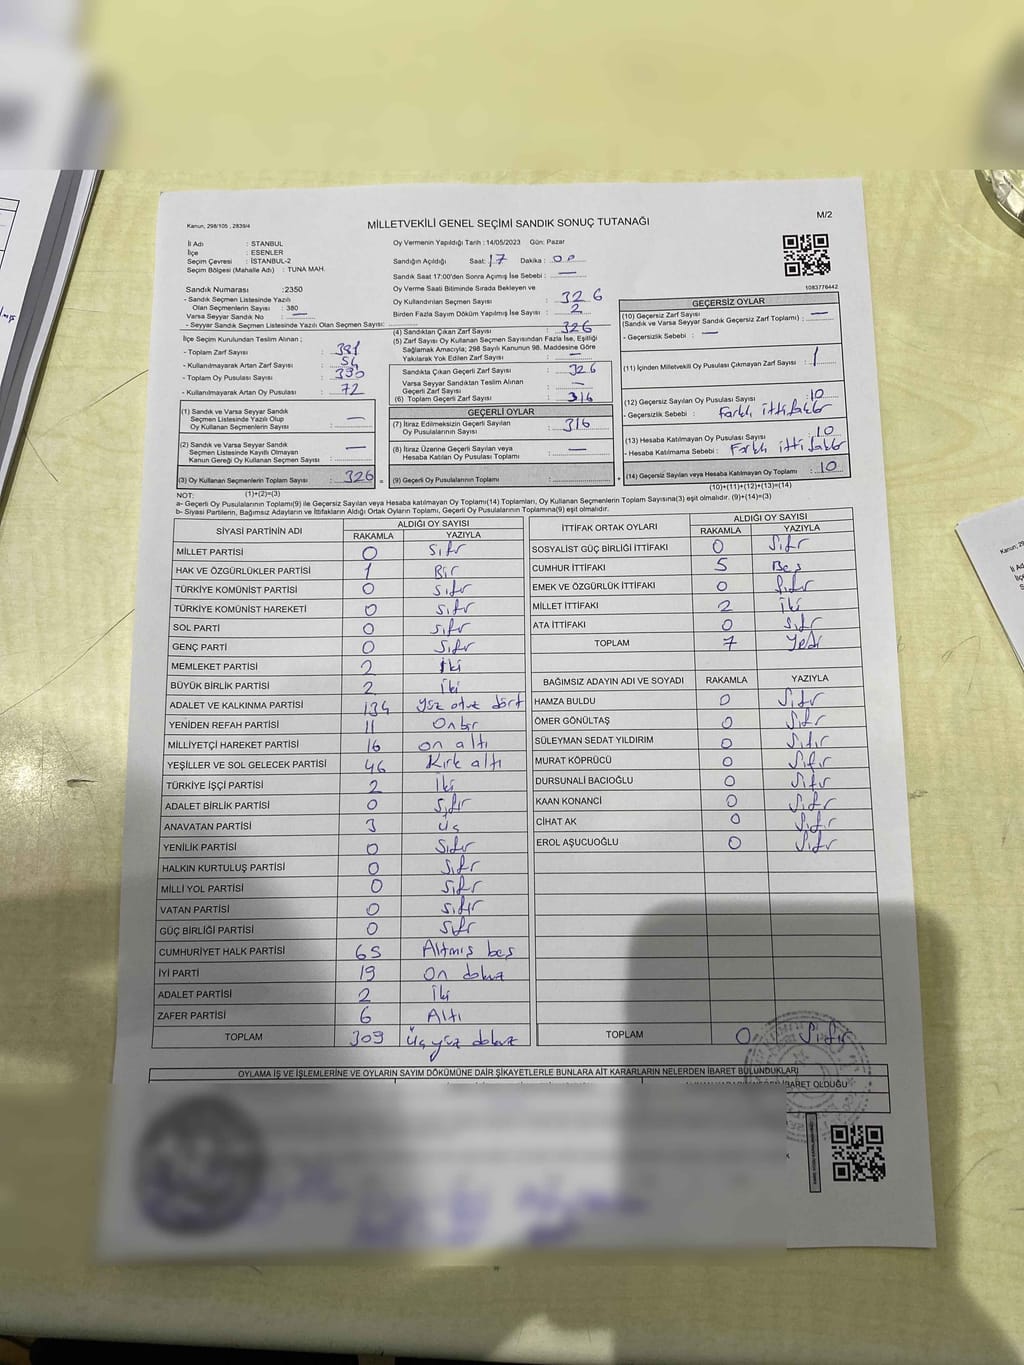 M/2
Kanun, 298/105 , 2839/4
MİLLETVEKİLİ GENEL SEÇİMİ SANDIK SONUÇ TUTANAĞI
İl Adı : STANBUL
İlçe : ESENLER
Seçim Çevresi : İSTANBUL-2
Seçim Bölgesi (Mahalle Adı) : TUNA MAH.
Sandık Numarası :2350
- Sandık Seçmen Listesinde Yazılı
Olan Seçmenlerin Sayısı : 380
Varsa Seyyar Sandık No : —
- Seyyar Sandık Seçmen Listesinde Yazılı Olan Seçmen Sayısı:
İlçe Seçim Kurulundan Teslim Alınan ;
- Toplam Zarf Sayısı :
- Kullanılmayarak Artan Zarf Sayısı :
- Toplam Oy Pusulası Sayısı :
- Kullanılmayarak Artan Oy Pusulası : 72
Oy Vermenin Yapıldığı Tarih :14/05/2023 Gün: Pazar
Sandığın Açıldığı Saat: 17 Dakika : 00
Sandık Saat 17:00'den Sonra Açımış İse Sebebi : —
Oy Verme Saati Bitiminde Sırada Bekleyen ve
Oy Kullandırılan Seçmen Sayısı : 326
Birden Fazla Sayım Döküm Yapılmış İse Sayısı : 2
(4) Sandıktan Çıkan Zarf Sayısı : 326
(5) Zarf Sayısı Oy Kullanan Seçmen Sayısından Fazla İse, Eşitliği
Sağlamak Amacıyla; 298 Sayılı Kanunun 98. Maddesine Göre
Yakılarak Yok Edilen Zarf Sayısı : —
Sandıkta Çıkan Geçerli Zarf Sayısı : 326
Varsa Seyyar Sandıktan Teslim Alınan
Geçerli Zarf Sayısı : —
(6) Toplam Geçerli Zarf Sayısı : 316
1083776442
GEÇERSİZ OYLAR
(10) Geçersiz Zarf Sayısı : —
(Sandık ve Varsa Seyyar Sandık Geçersiz Zarf Toplamı)
- Geçersizlik Sebebi : —
(11) İçinden Milletvekili Oy Pusulası Çıkmayan Zarf Sayısı :
(12) Geçersiz Sayılan Oy Pusulası Sayısı : 10
- Geçersizlik Sebebi : Farklı ittifaklar
(13) Hesaba Katılmayan Oy Pusulası Sayısı : 10
- Hesaba Katılmama Sebebi : Farklı ittifaklar
(14) Geçersiz Sayılan veya Hesaba Katılmayan Oy Toplamı : 10
(10)+(11)+(12)+(13)=(14)
(1) Sandık ve Varsa Seyyar Sandık
Seçmen Listesinde Yazılı Olup
Oy Kullanan Seçmenlerin Sayısı : —
(2) Sandık ve Varsa Seyyar Sandık
Seçmen Listesinde Kayıtlı Olmayan
Kanun Gereği Oy Kullanan Seçmen Sayısı : —
(3) Oy Kullanan Seçmenlerin Toplam Sayısı : 326 =
(1)+(2)=(3)
GEÇERLİ OYLAR
(7) İtiraz Edilmeksizin Geçerli Sayılan
Oy Pusulalarının Sayısı : 316
(8) İtiraz Üzerine Geçerli Sayılan veya
Hesaba Katılan Oy Pusulası Toplamı : —
(9) Geçerli Oy Pusulalarının Toplamı : +
NOT:
a- Geçerli Oy Pusulalarının Toplamı(9) ile Geçersiz Sayılan veya Hesaba katılmayan Oy Toplamı(14) Toplamları, Oy Kullanan Seçmenlerin Toplam Sayısına(3) eşit olmalıdır. (9)+(14)=(3)
b- Siyasi Partilerin, Bağımsız Adayların ve İttifakların Aldığı Ortak Oyların Toplamı, Geçerli Oy Pusulalarının Toplamına(9) eşit olmalıdır.
SİYASİ PARTİNİN ADI ALDIĞI OY SAYISI
RAKAMLA YAZIYLA
MİLLET PARTİSİ 0 Sıfır
HAK VE ÖZGÜRLÜKLER PARTİSİ 1 Bir
TÜRKİYE KOMÜNİST PARTİSİ 0 Sıfır
TÜRKİYE KOMÜNİST HAREKETİ 0 Sıfır
SOL PARTİ 0 Sıfır
GENÇ PARTİ 0 Sıfır
MEMLEKET PARTİSİ 2 İki
BÜYÜK BİRLİK PARTİSİ 2 İki
ADALET VE KALKINMA PARTİSİ 134 Yüz otuz dört
YENİDEN REFAH PARTİSİ 11 Onbir
MİLLİYETÇİ HAREKET PARTİSİ 16 on altı
YEŞİLLER VE SOL GELECEK PARTİSİ 46 Kırk altı
TÜRKİYE İŞÇİ PARTİSİ 2 İki
ADALET BİRLİK PARTİSİ 0 Sıfır
ANAVATAN PARTİSİ 3 üç
YENİLİK PARTİSİ 0 Sıfır
HALKIN KURTULUŞ PARTİSİ 0 Sıfır
MİLLİ YOL PARTİSİ 0 Sıfır
VATAN PARTİSİ 0 Sıfır
GÜÇ BİRLİĞİ PARTİSİ 0 Sıfır
CUMHURİYET HALK PARTİSİ 65 Altmış beş
İYİ PARTİ 19 On dokuz
ADALET PARTİSİ 2 İki
ZAFER PARTİSİ 6 Altı
TOPLAM 309 Üç yüz dokuz
İTTİFAK ORTAK OYLARI ALDIĞI OY SAYISI
RAKAMLA YAZIYLA
SOSYALİST GÜÇ BİRLİĞİ İTTİFAKI 0 Sıfır
CUMHUR İTTİFAKI 5 Beş
EMEK VE ÖZGÜRLÜK İTTİFAKI 0 Sıfır
MİLLET İTTİFAKI 2 İki
ATA İTTİFAKI 0 Sıfır
TOPLAM 7 Yedi
BAĞIMSIZ ADAYIN ADI VE SOYADI RAKAMLA YAZIYLA
HAMZA BULDU 0 Sıfır
ÖMER GÖNÜLTAŞ 0 Sıfır
SÜLEYMAN SEDAT YILDIRIM 0 Sıfır
MURAT KÖPRÜCÜ 0 Sıfır
DURSUNALİ BACIOĞLU 0 Sıfır
KAAN KONANCİ 0 Sıfır
CİHAT AK 0 Sıfır
EROL AŞUCUOĞLU 0 Sıfır
TOPLAM 0 Sıfır
OYLAMA İŞ VE İŞLEMLERİNE VE OYLARIN SAYIM DÖKÜMÜNE DAİR ŞİKAYETLERLE BUNLARA AİT KARARLARIN NELERDEN İBARET BULUNDUKLARI
İBARET OLDUĞU